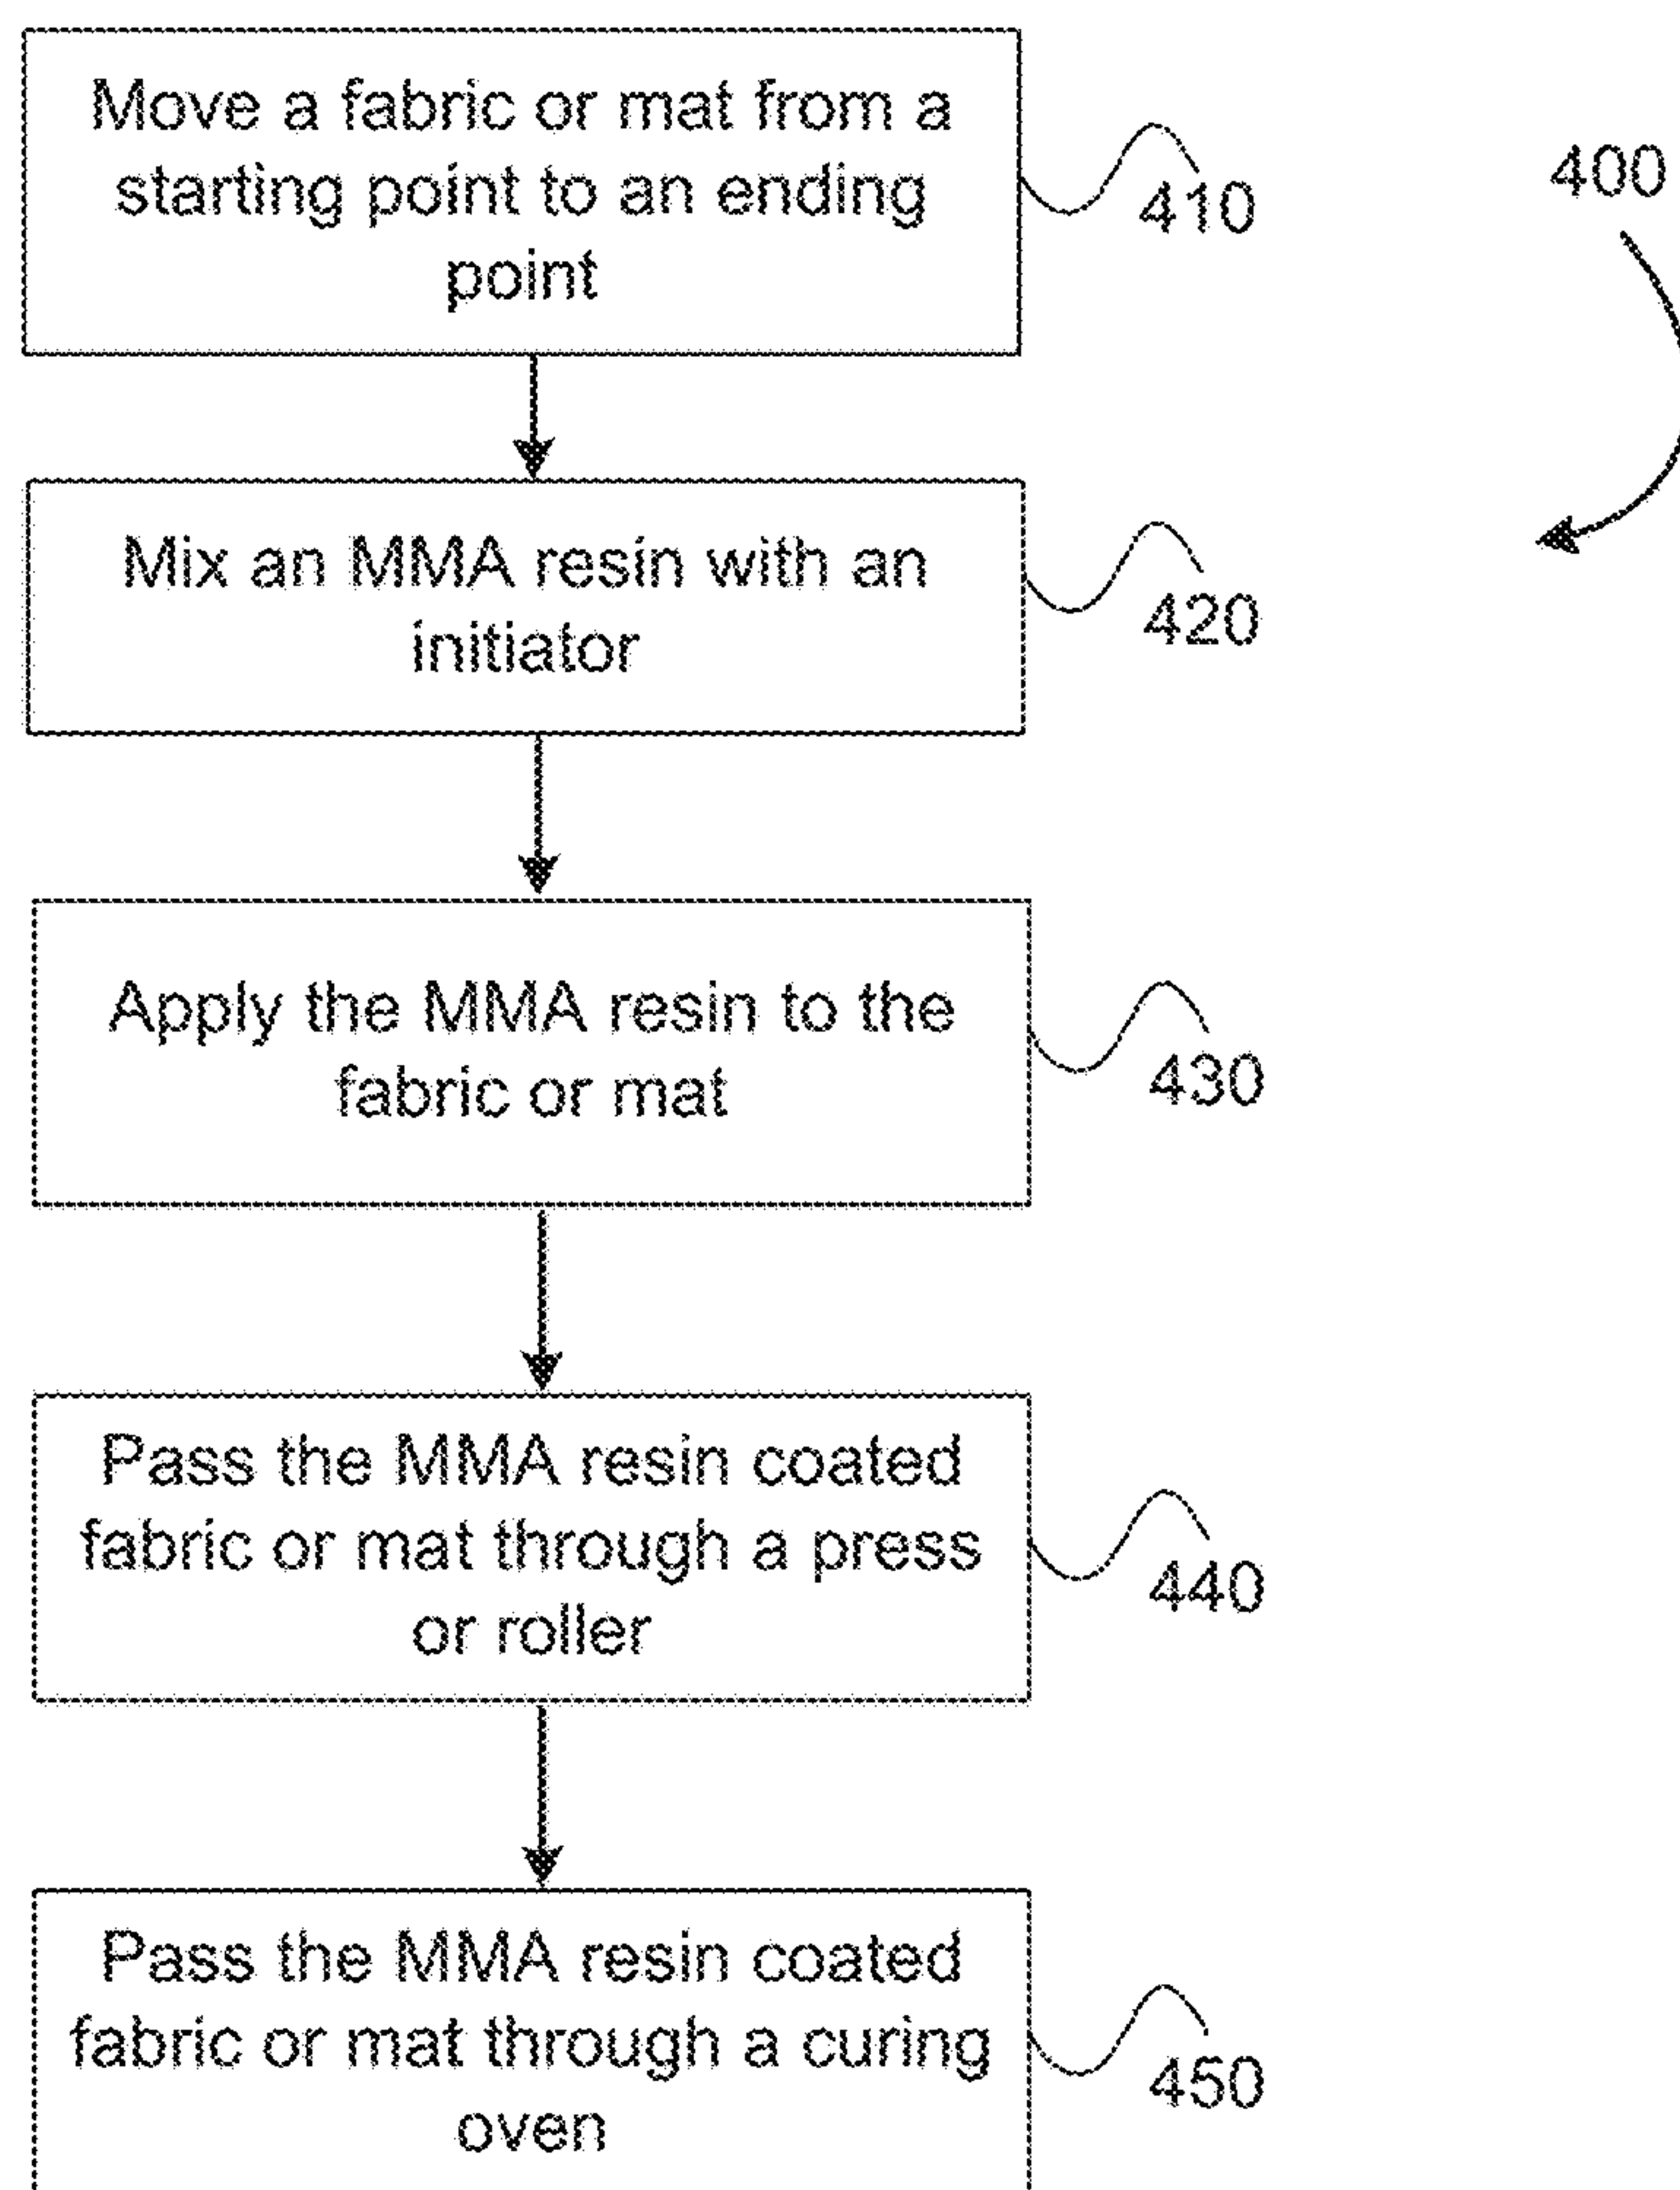 Move a fabric or mat from a
starting point to an ending
point
410
400
Mix an MMA resin with an
initiator
420
Apply the MMA resin to the
fabric or mat
430
Pass the MMA resin coated
fabric or mat through a press
or roller
440
Pass the MMA resin coated
fabric or mat through a curing
oven
450